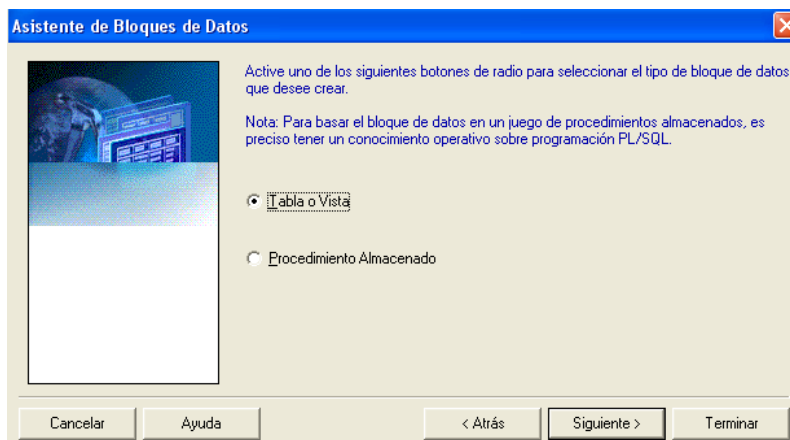 Asistente de Bloques de Datos
Active uno de los siguientes botones de radio para seleccionar el tipo de bloque de datos
que desee crear.
Nota: Para basar el bloque de datos en un juego de procedimientos almacenados, es
preciso tener un conocimiento operativo sobre programación PL/SQL.
Tabla o Vista
Procedimiento Almacenado
Cancelar Ayuda < Atrás Siguiente > Terminar